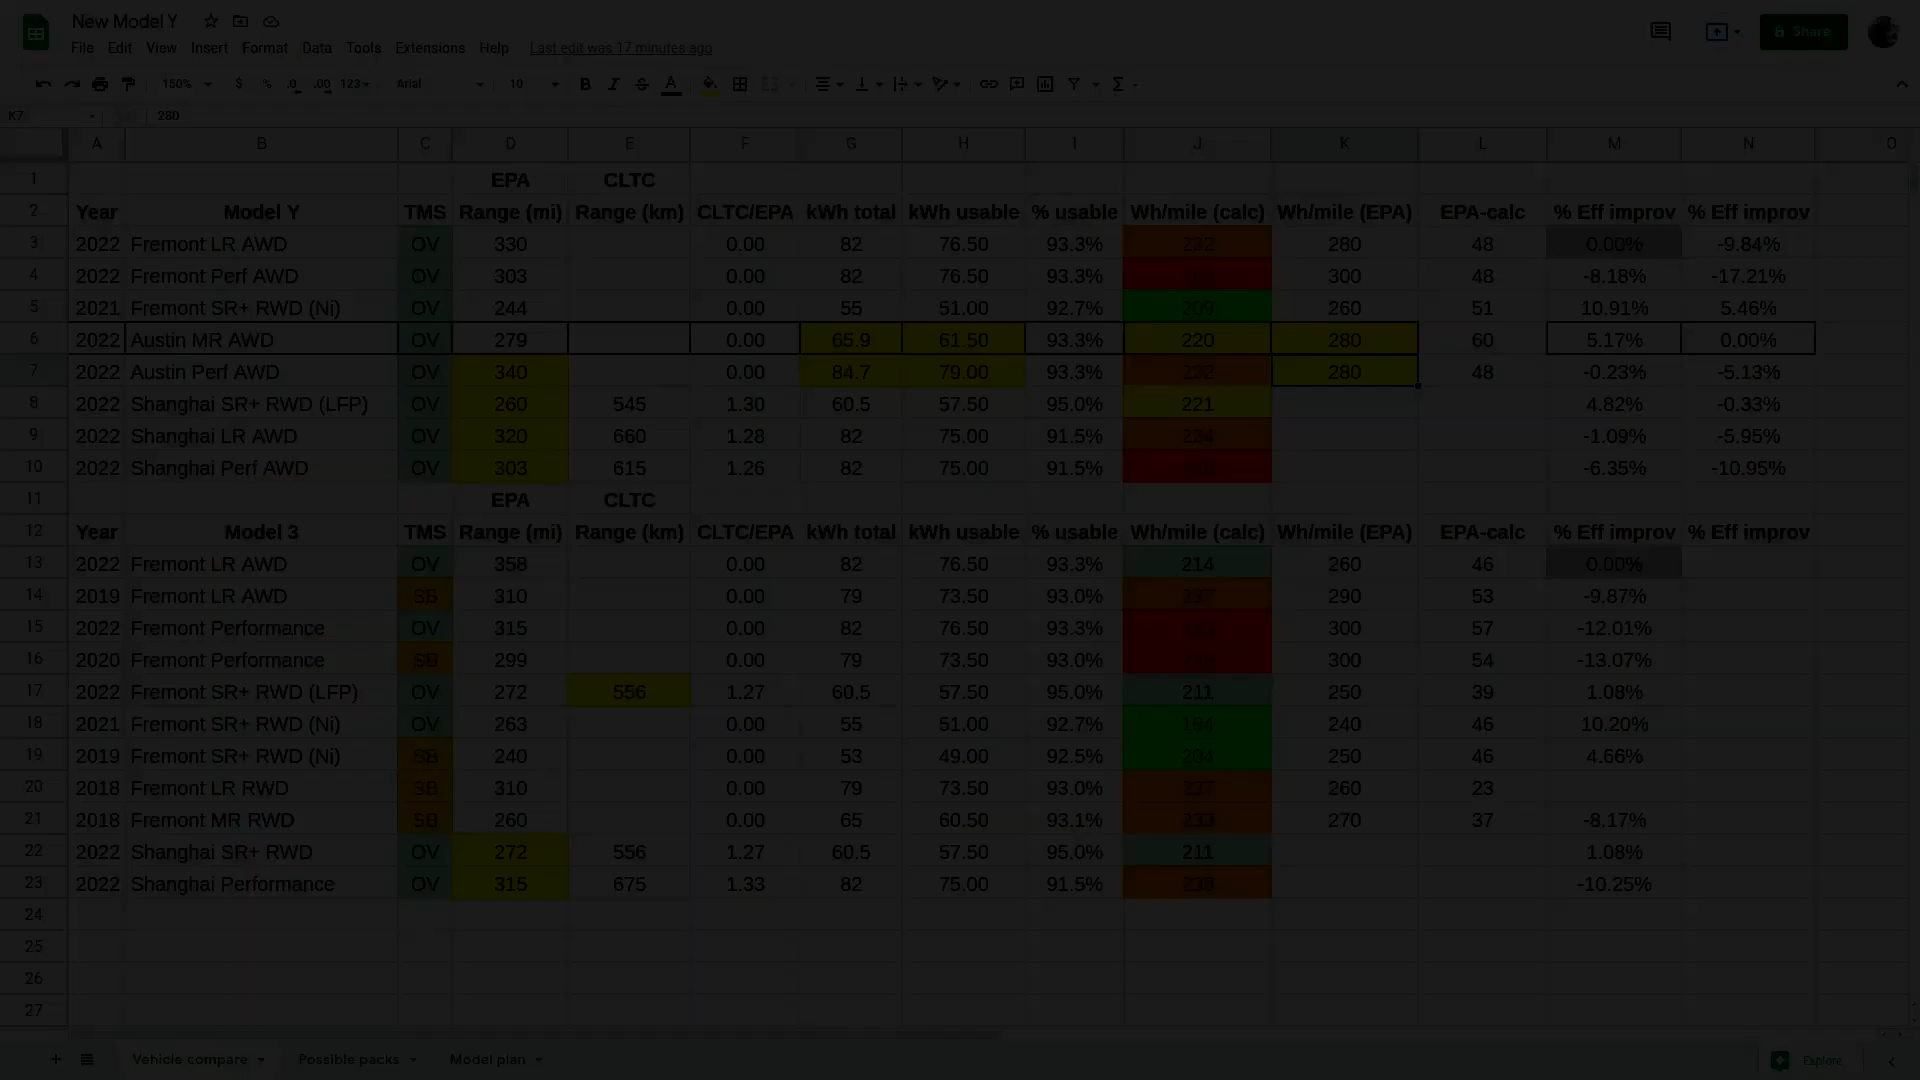 New Model Y
File Edit View Insert Format Data Tools Extensions Help Last edit was 17 minutes ago
Share
150% $ % .0 .00 123 Arial 10 B I S A
K7 280
A B C D E F G H I J K L M N O
1 EPA CLTC
2 Year Model Y TMS Range (mi) Range (km) CLTC/EPA kWh total kWh usable % usable Wh/mile (calc) Wh/mile (EPA) EPA-calc % Eff improv % Eff improv
3 2022 Fremont LR AWD OV 330 0.00 82 76.50 93.3% 232 280 48 0.00% -9.84%
4 2022 Fremont Perf AWD OV 303 0.00 82 76.50 93.3% 300 48 -8.18% -17.21%
5 2021 Fremont SR+ RWD (Ni) OV 244 0.00 55 51.00 92.7% 209 260 51 10.91% 5.46%
6 2022 Austin MR AWD OV 279 0.00 65.9 61.50 93.3% 220 280 60 5.17% 0.00%
7 2022 Austin Perf AWD OV 340 0.00 84.7 79.00 93.3% 232 280 48 -0.23% -5.13%
8 2022 Shanghai SR+ RWD (LFP) OV 260 545 1.30 60.5 57.50 95.0% 221 4.82% -0.33%
9 2022 Shanghai LR AWD OV 320 660 1.28 82 75.00 91.5% 234 -1.09% -5.95%
10 2022 Shanghai Perf AWD OV 303 615 1.26 82 75.00 91.5% -6.35% -10.95%
11 EPA CLTC
12 Year Model 3 TMS Range (mi) Range (km) CLTC/EPA kWh total kWh usable % usable Wh/mile (calc) Wh/mile (EPA) EPA-calc % Eff improv % Eff improv
13 2022 Fremont LR AWD OV 358 0.00 82 76.50 93.3% 214 260 46 0.00%
14 2019 Fremont LR AWD SB 310 0.00 79 73.50 93.0% 237 290 53 -9.87%
15 2022 Fremont Performance OV 315 0.00 82 76.50 93.3% 300 57 -12.01%
16 2020 Fremont Performance SB 299 0.00 79 73.50 93.0% 300 54 -13.07%
17 2022 Fremont SR+ RWD (LFP) OV 272 556 1.27 60.5 57.50 95.0% 211 250 39 1.08%
18 2021 Fremont SR+ RWD (Ni) OV 263 0.00 55 51.00 92.7% 194 240 46 10.20%
19 2019 Fremont SR+ RWD (Ni) SB 240 0.00 53 49.00 92.5% 204 250 46 4.66%
20 2018 Fremont LR RWD SB 310 0.00 79 73.50 93.0% 237 260 23
21 2018 Fremont MR RWD SB 260 0.00 65 60.50 93.1% 233 270 37 -8.17%
22 2022 Shanghai SR+ RWD OV 272 556 1.27 60.5 57.50 95.0% 211 1.08%
23 2022 Shanghai Performance OV 315 675 1.33 82 75.00 91.5% 238 -10.25%
24
25
26
27
Vehicle compare Possible packs Model plan Explore